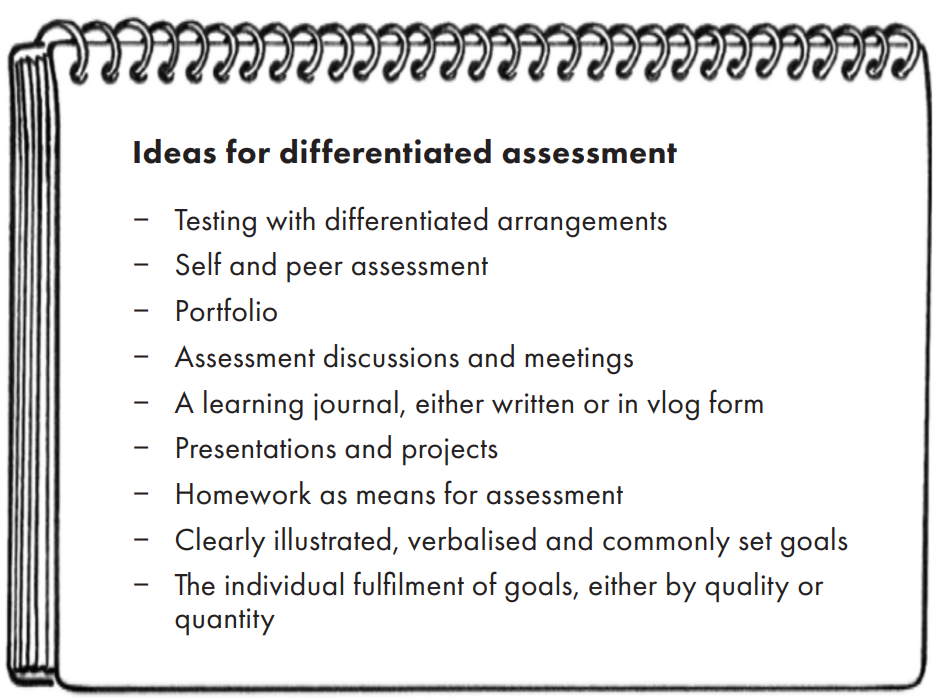 Ideas for differentiated assessment
– Testing with differentiated arrangements
– Self and peer assessment
– Portfolio
– Assessment discussions and meetings
– A learning journal, either written or in vlog form
– Presentations and projects
– Homework as means for assessment
– Clearly illustrated, verbalised and commonly set goals
– The individual fulfilment of goals, either by quality or
quantity